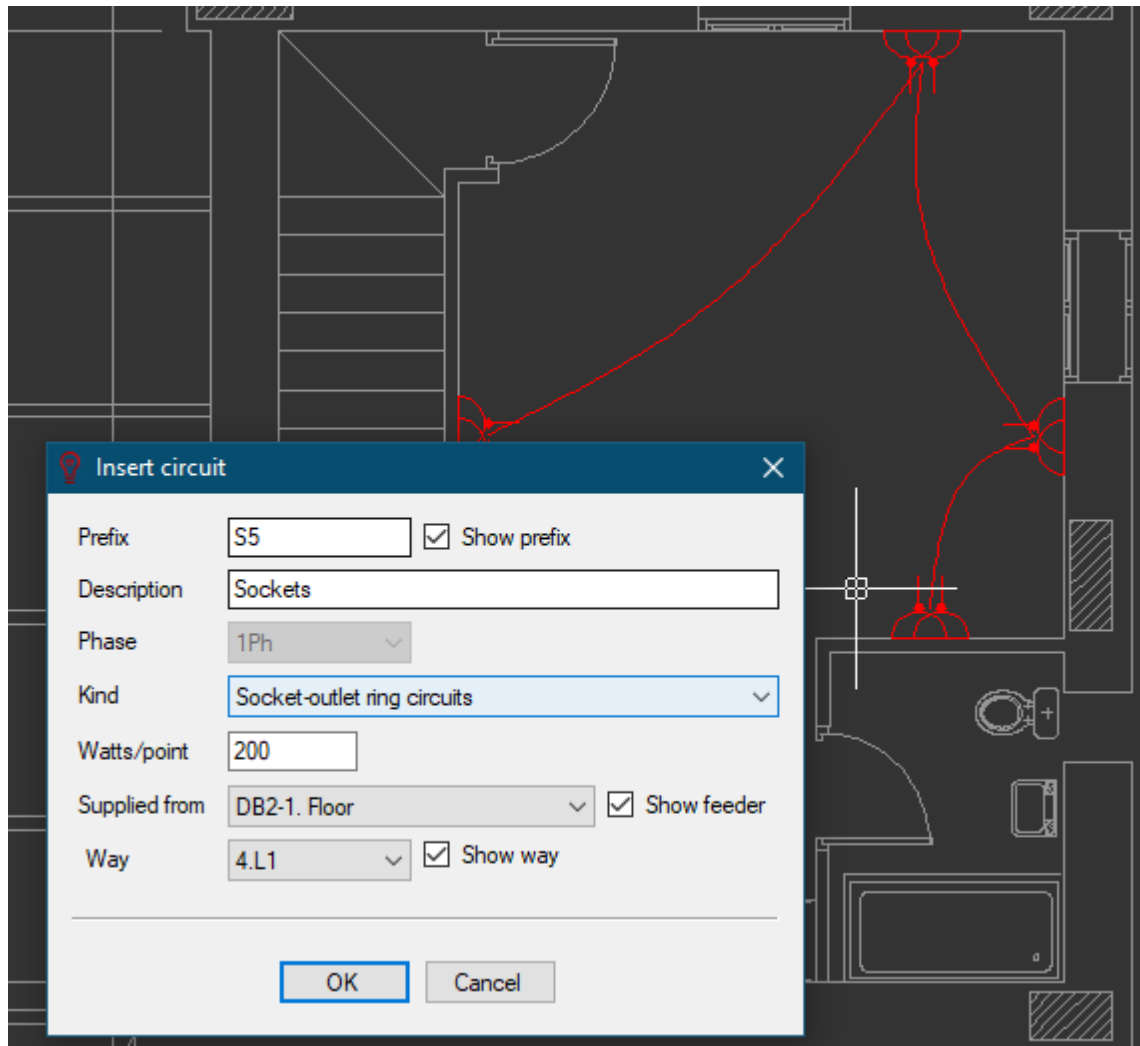 Insert circuit
Prefix S5 Show prefix
Description Sockets
Phase 1Ph
Kind Socket-outlet ring circuits
Watts/point 200
Supplied from DB2-1. Floor Show feeder
Way 4.L1 Show way
OK Cancel